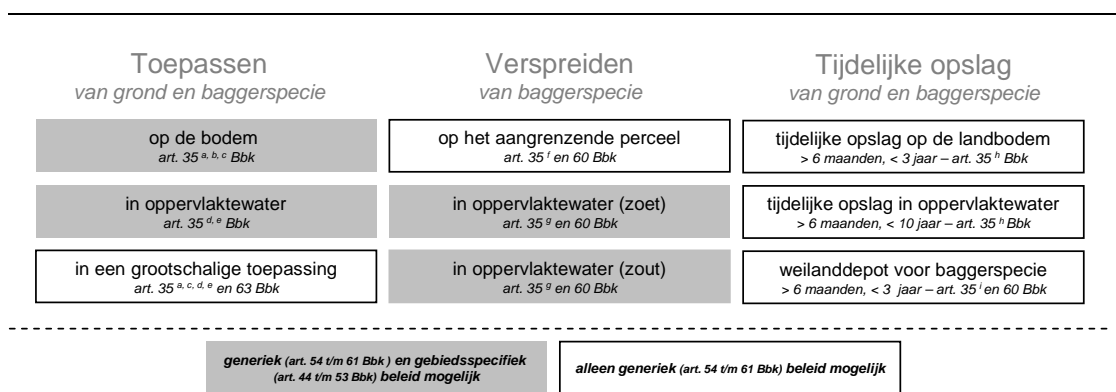 Toepassen
van grond en baggerspecie
op de bodem
art. 35 a, b, c Bbk
in oppervlaktewater
art. 35 d, e Bbk
in een grootschalige toepassing
art. 35 a, c, d, e en 63 Bbk
Verspreiden
van baggerspecie
op het aangrenzende perceel
art. 35 f en 60 Bbk
in oppervlaktewater (zoet)
art. 35 g en 60 Bbk
in oppervlaktewater (zout)
art. 35 g en 60 Bbk
Tijdelijke opslag
van grond en baggerspecie
tijdelijke opslag op de landbodem
> 6 maanden, < 3 jaar – art. 35 h Bbk
tijdelijke opslag in oppervlaktewater
> 6 maanden, < 10 jaar – art. 35 h Bbk
weilanddepot voor baggerspecie
> 6 maanden, < 3 jaar – art. 35 i en 60 Bbk
generiek (art. 54 t/m 61 Bbk ) en gebiedsspecifiek
(art. 44 t/m 53 Bbk) beleid mogelijk
alleen generiek (art. 54 t/m 61 Bbk) beleid mogelijk